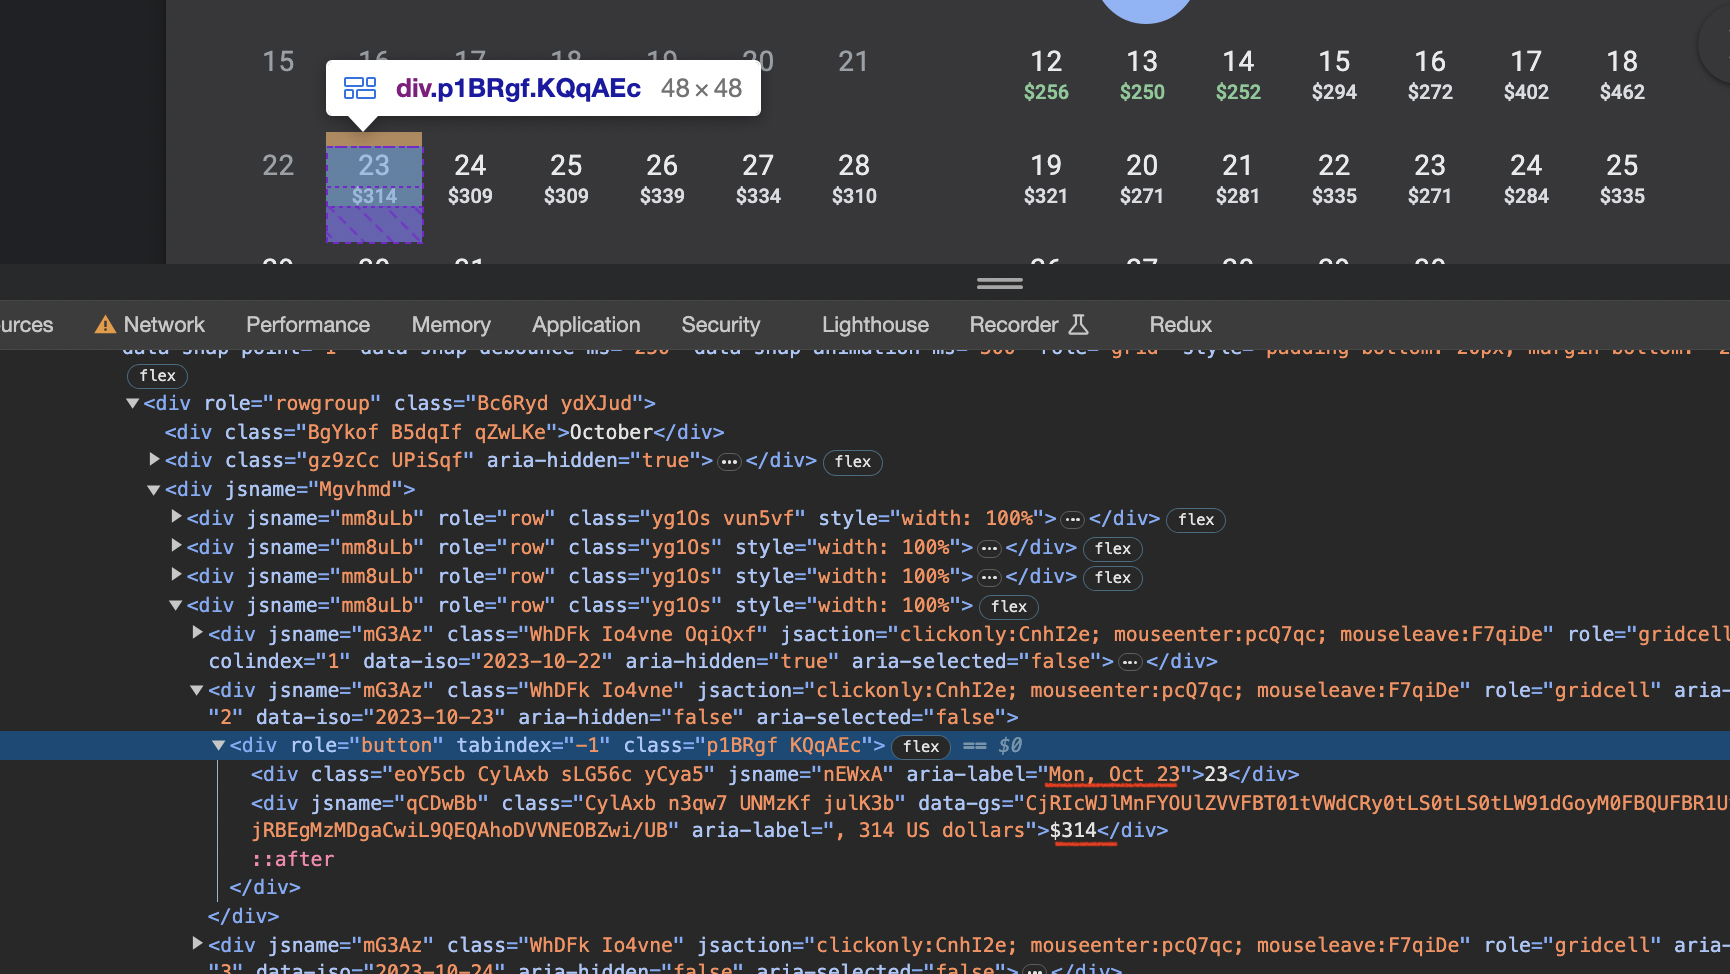 15 16 17 18 19 20 21 12 13 14 15 16 17 18
$256 $250 $252 $294 $272 $402 $462
div.p1BRgf.KQqAEc 48 × 48
22 23 24 25 26 27 28 19 20 21 22 23 24 25
$314 $309 $309 $339 $334 $310 $321 $271 $281 $335 $271 $284 $335
urces Network Performance Memory Application Security Lighthouse Recorder Redux
flex
<div role="rowgroup" class="Bc6Ryd ydXJud">
<div class="BgYkof B5dqIf qZwLKe">October</div>
<div class="gz9zCc UPiSqf" aria-hidden="true">…</div> flex
<div jsname="Mgvhmd">
<div jsname="mm8uLb" role="row" class="yg1Os vun5vf" style="width: 100%">…</div> flex
<div jsname="mm8uLb" role="row" class="yg1Os" style="width: 100%">…</div> flex
<div jsname="mm8uLb" role="row" class="yg1Os" style="width: 100%">…</div> flex
<div jsname="mm8uLb" role="row" class="yg1Os" style="width: 100%"> flex
<div jsname="mG3Az" class="WhDFk Io4vne OqiQxf" jsaction="clickonly:CnhI2e; mouseenter:pcQ7qc; mouseleave:F7qiDe" role="gridcell
colindex="1" data-iso="2023-10-22" aria-hidden="true" aria-selected="false">…</div>
<div jsname="mG3Az" class="WhDFk Io4vne" jsaction="clickonly:CnhI2e; mouseenter:pcQ7qc; mouseleave:F7qiDe" role="gridcell" aria-
"2" data-iso="2023-10-23" aria-hidden="false" aria-selected="false">
<div role="button" tabindex="-1" class="p1BRgf KQqAEc"> flex == $0
<div class="eoY5cb CylAxb sLG56c yCya5" jsname="nEWxA" aria-label="Mon, Oct 23">23</div>
<div jsname="qCDwBb" class="CylAxb n3qw7 UNMzKf julK3b" data-gs="CjRIcWJlMnFYOUlZVVFBT01tVWdCRy0tLS0tLS0tLW91dGoyM0FBQUFBR1U
jRBEgMzMDgaCwiL9QEQAhoDVVNEOBZwi/UB" aria-label=", 314 US dollars">$314</div>
::after
</div>
</div>
<div jsname="mG3Az" class="WhDFk Io4vne" jsaction="clickonly:CnhI2e; mouseenter:pcQ7qc; mouseleave:F7qiDe" role="gridcell" aria-
"3" data-iso="2023-10-24" aria-hidden="false" aria-selected="false">…</div>